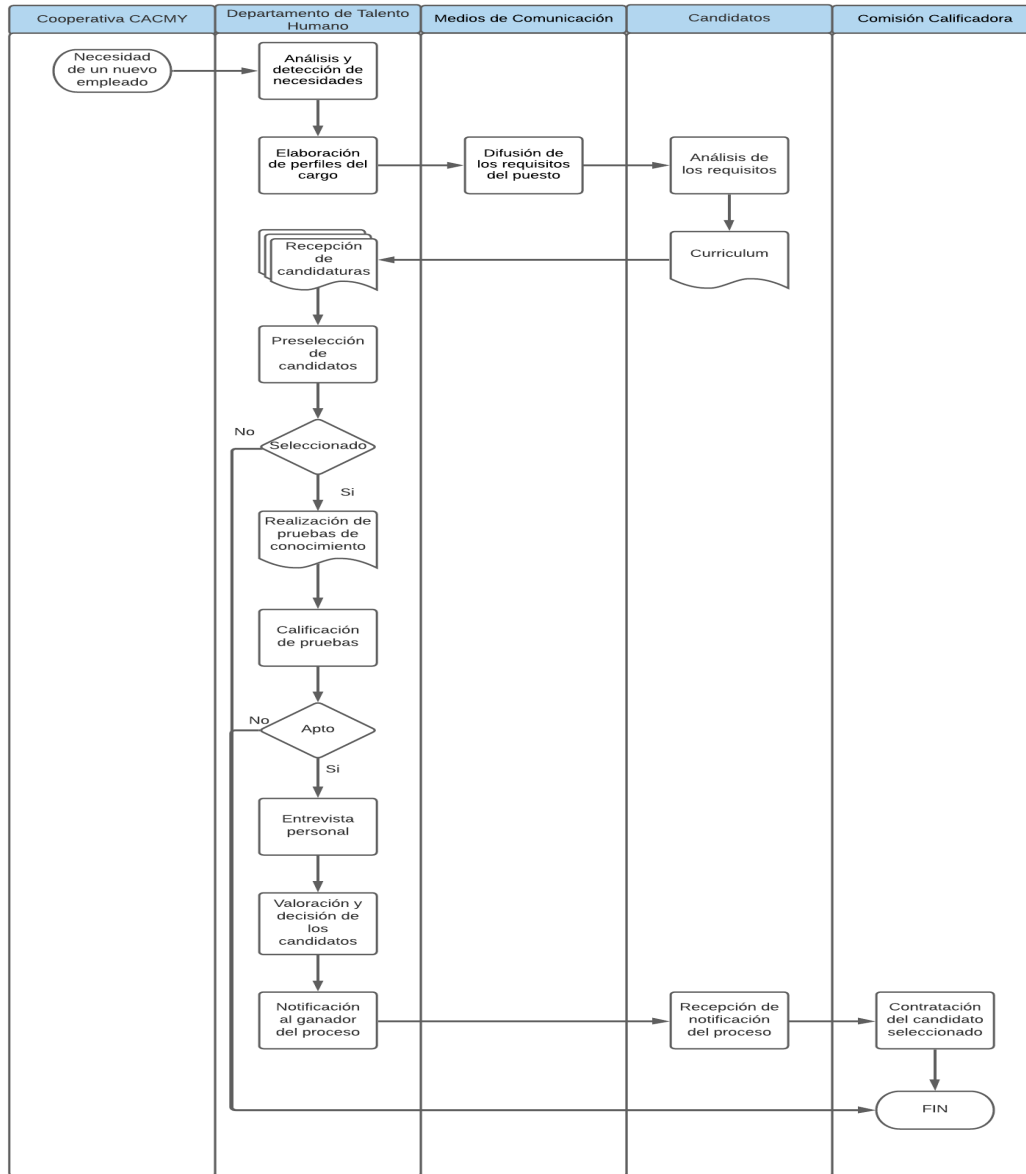 Cooperativa CACMY
Departamento de Talento
Humano
Medios de Comunicación
Candidatos
Comisión Calificadora
Necesidad
de un nuevo
empleado
Análisis y
detección de
necesidades
Elaboración
de perfiles del
cargo
Difusión de
los requisitos
del puesto
Análisis de
los requisitos
Recepción
de
candidaturas
Curriculum
Preselección
de
candidatos
No
Seleccionado
Si
Realización de
pruebas de
conocimiento
Calificación
de pruebas
No
Apto
Si
Entrevista
personal
Valoración y
decisión de
los
candidatos
Notificación
al ganador
del proceso
Recepción de
notificación
del proceso
Contratación
del candidato
seleccionado
FIN